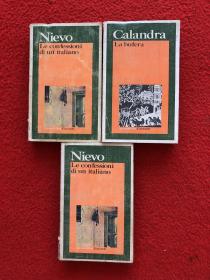 Nievo
Le confessioni
di un italiano
Calandra
La bufera
Nievo
Le confessioni
di un italiano